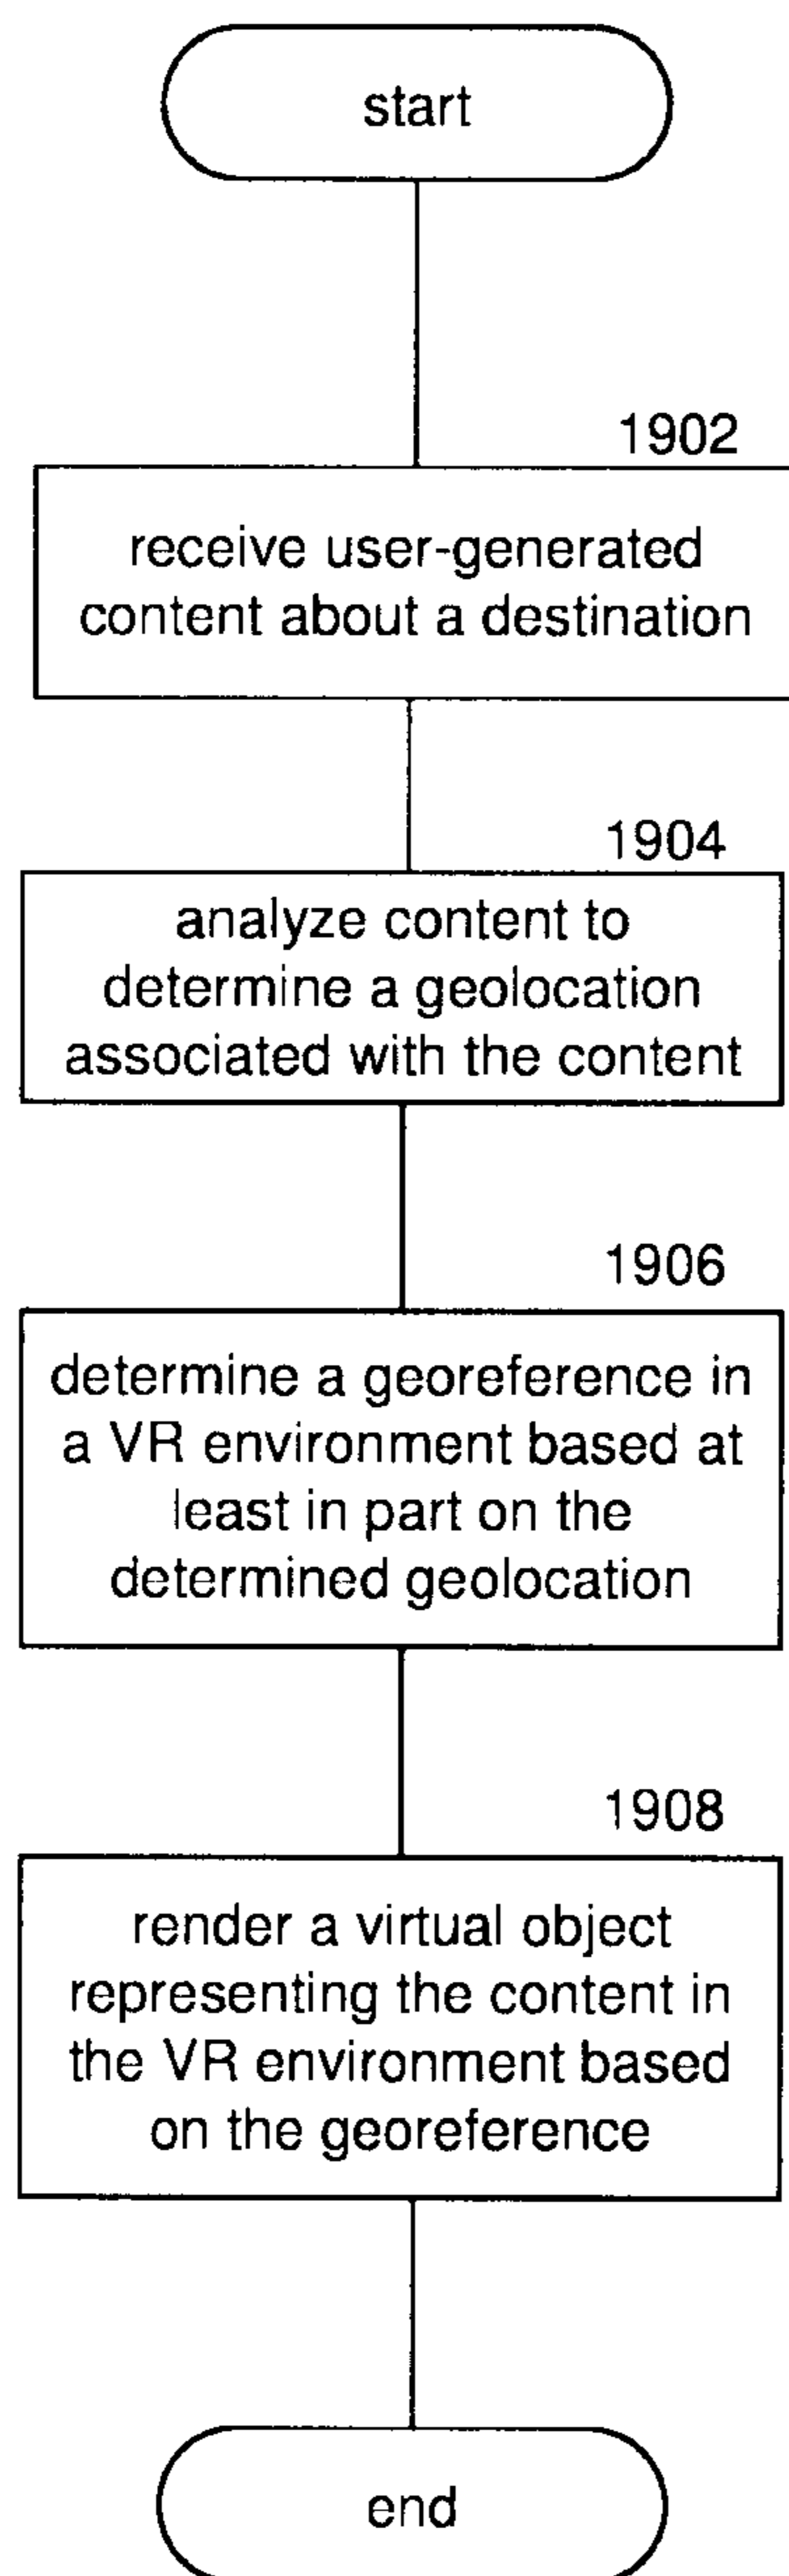 start
1902
receive user-generated
content about a destination
1904
analyze content to
determine a geolocation
associated with the content
1906
determine a georeference in
a VR environment based at
least in part on the
determined geolocation
1908
render a virtual object
representing the content in
the VR environment based
on the georeference
end